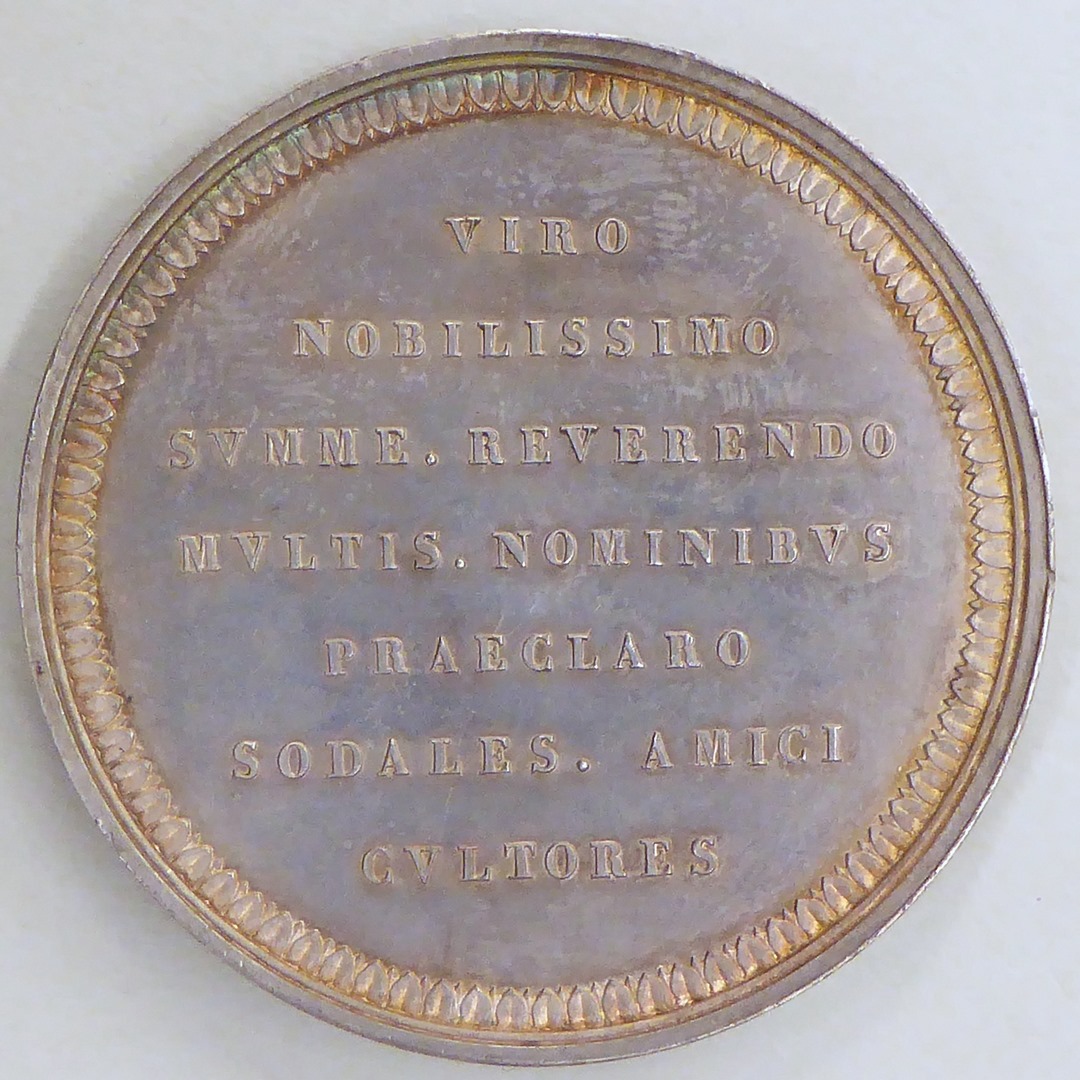 VIRO
NOBILISSIMO
SVMME. REVERENDO
MVLTIS. NOMINIBVS
PRAECLARO
SODALES. AMICI
CVLTORES